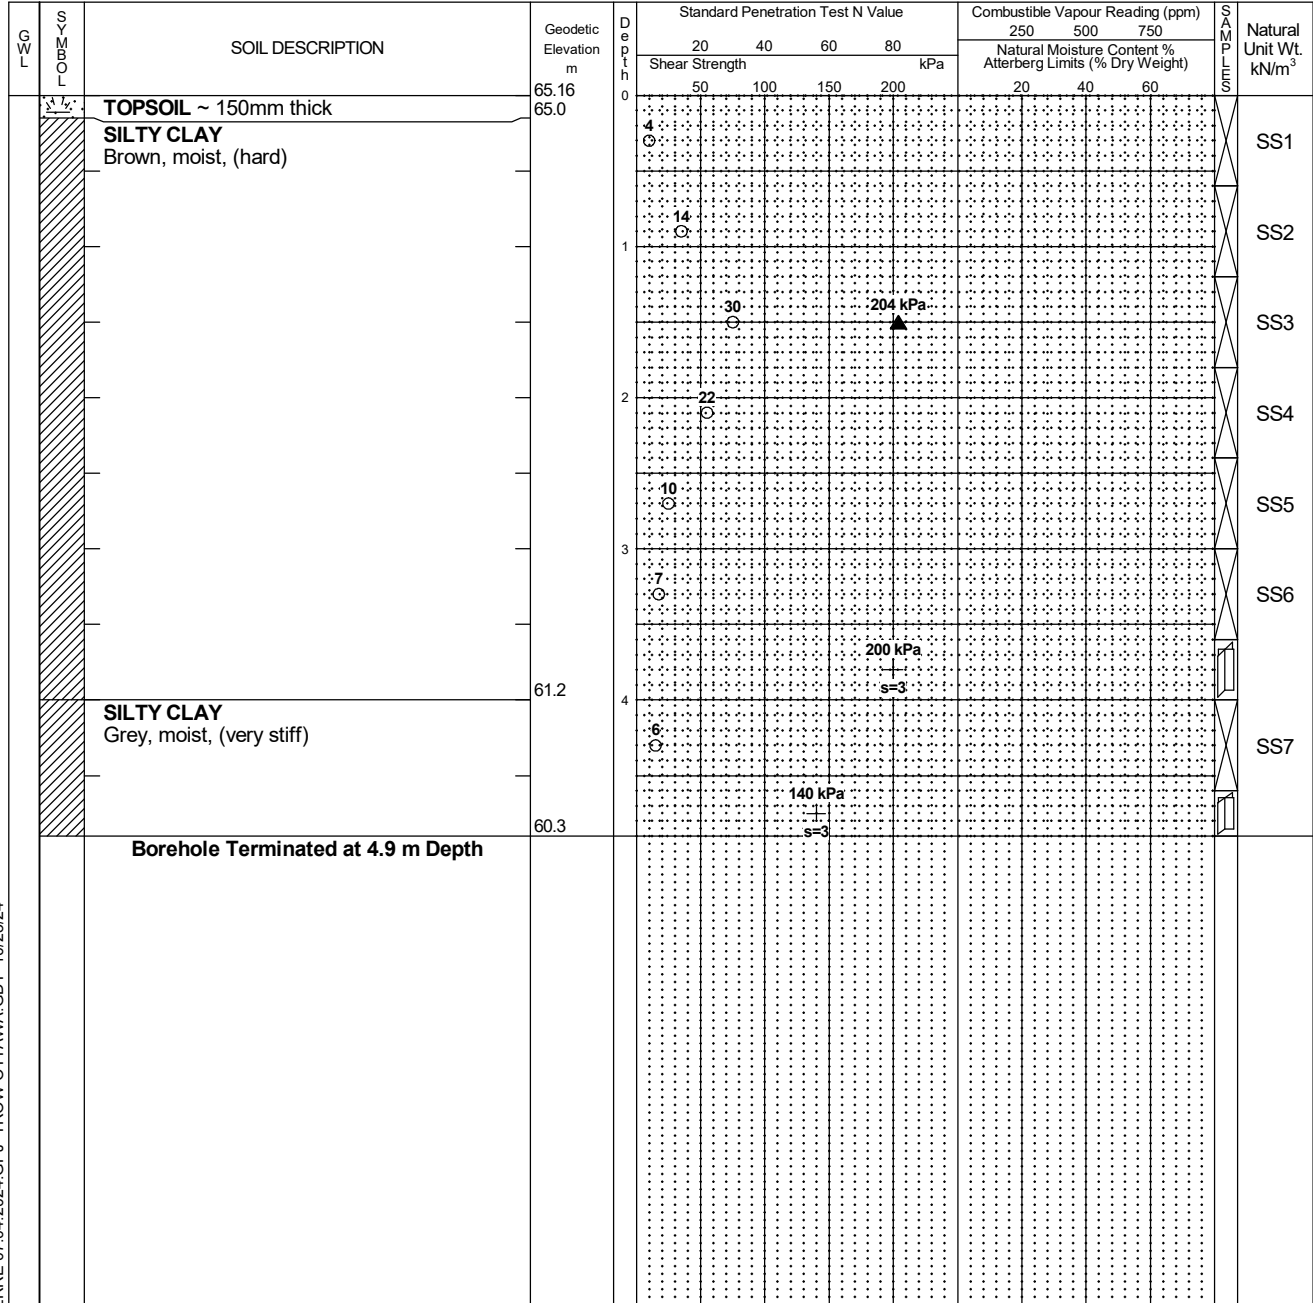 GWL
SYMBOL
SOIL DESCRIPTION
Geodetic
Elevation
m
65.16
Depth
Standard Penetration Test N Value
20 40 60 80
Shear Strength kPa
50 100 150 200
Combustible Vapour Reading (ppm)
250 500 750
Natural Moisture Content %
Atterberg Limits (% Dry Weight)
20 40 60
SAMPLES
Natural
Unit Wt.
kN/m³
0
TOPSOIL ~ 150mm thick
65.0
SILTY CLAY
Brown, moist, (hard)
4
SS1
14
SS2
1
30
204 kPa
SS3
2
22
SS4
10
SS5
3
7
SS6
200 kPa
s=3
61.2
4
SILTY CLAY
Grey, moist, (very stiff)
6
SS7
140 kPa
s=3
60.3
Borehole Terminated at 4.9 m Depth